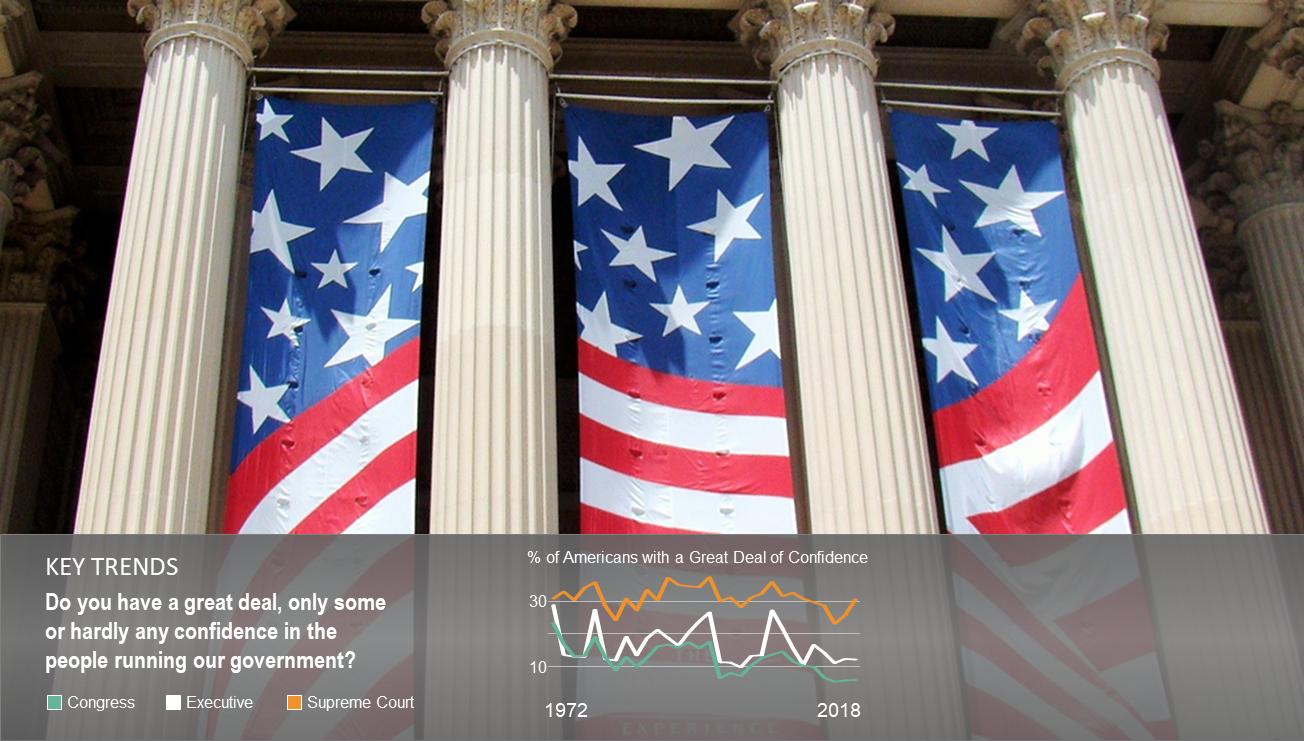 KEY TRENDS
Do you have a great deal, only some
or hardly any confidence in the
people running our government?
Congress Executive Supreme Court
% of Americans with a Great Deal of Confidence
30
10
1972 2018
EXPERIENCE